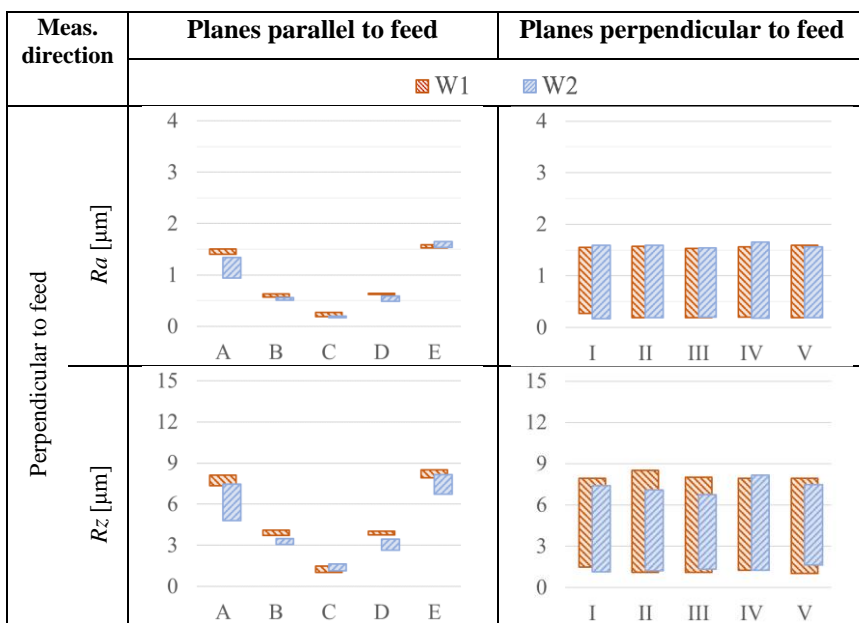 Meas. direction
Planes parallel to feed
Planes perpendicular to feed
W1 W2
Perpendicular to feed
Ra [µm]
4
3
2
1
0
A B C D E
4
3
2
1
0
I II III IV V
Rz [µm]
15
12
9
6
3
0
A B C D E
15
12
9
6
3
0
I II III IV V